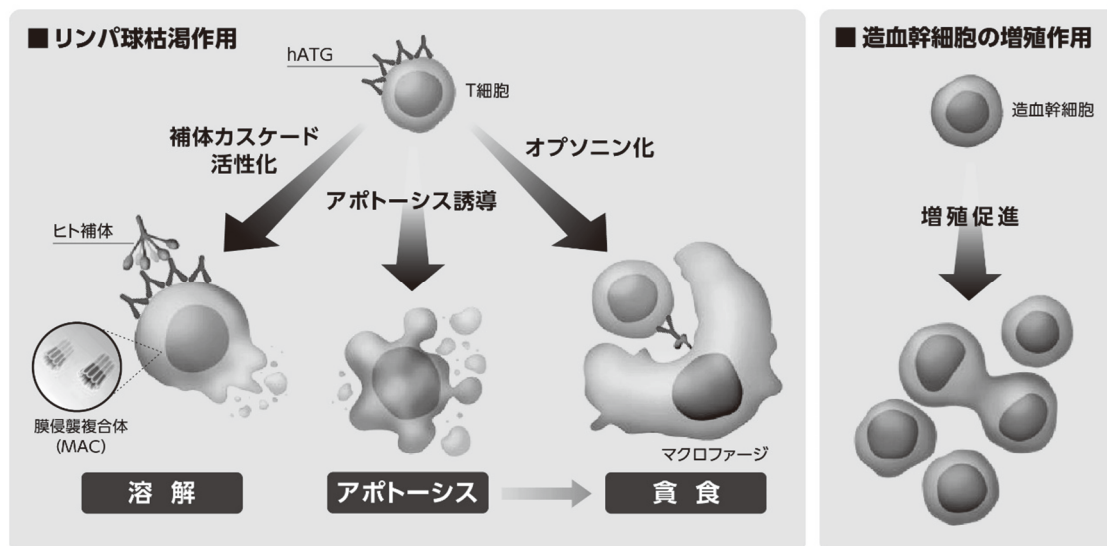 ■ リンパ球枯渇作用
hATG
T細胞
補体カスケード
活性化
アポトーシス誘導
オプソニン化
ヒト補体
膜侵襲複合体
(MAC)
マクロファージ
溶解
アポトーシス
貪食
■ 造血幹細胞の増殖作用
造血幹細胞
増殖促進